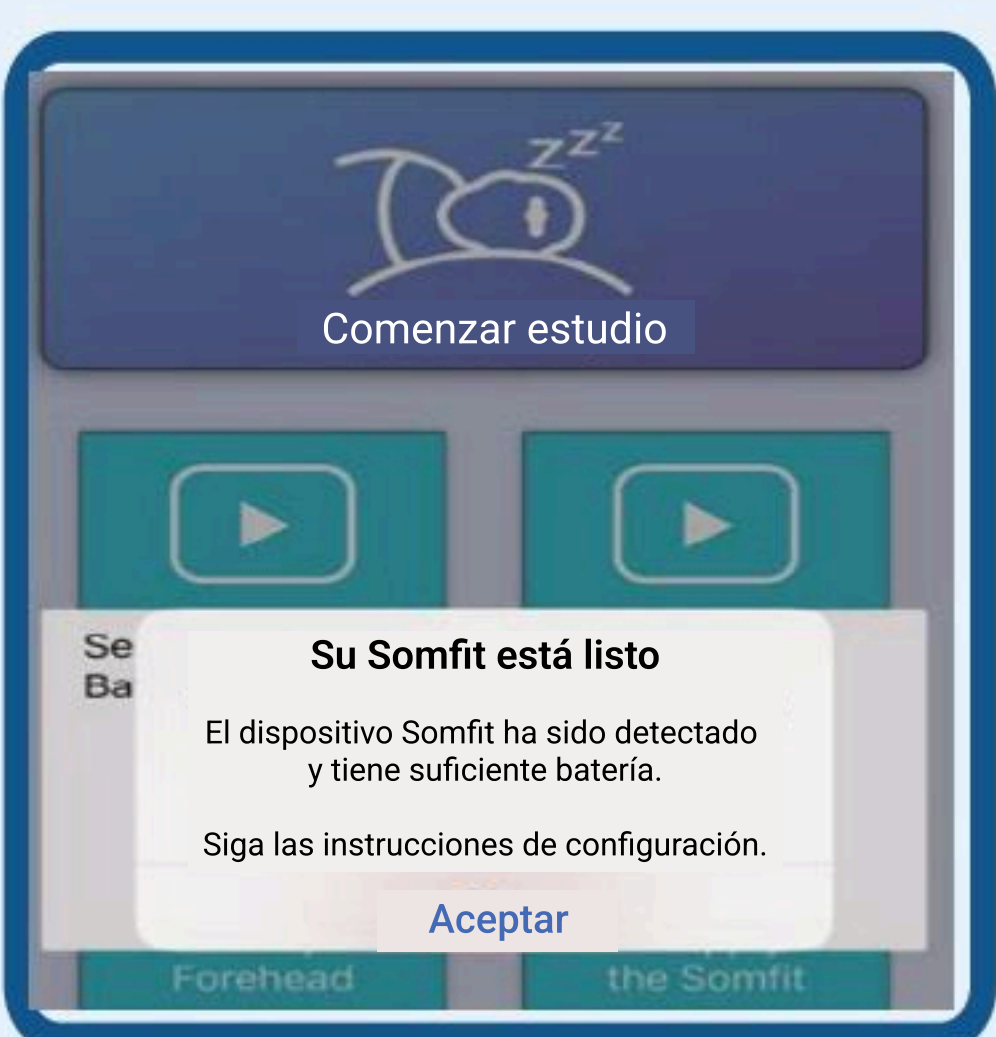 zzz
Comenzar estudio
Su Somfit está listo
Se
Ba
El dispositivo Somfit ha sido detectado
y tiene suficiente batería.
Siga las instrucciones de configuración.
Aceptar
Forehead
the Somfit